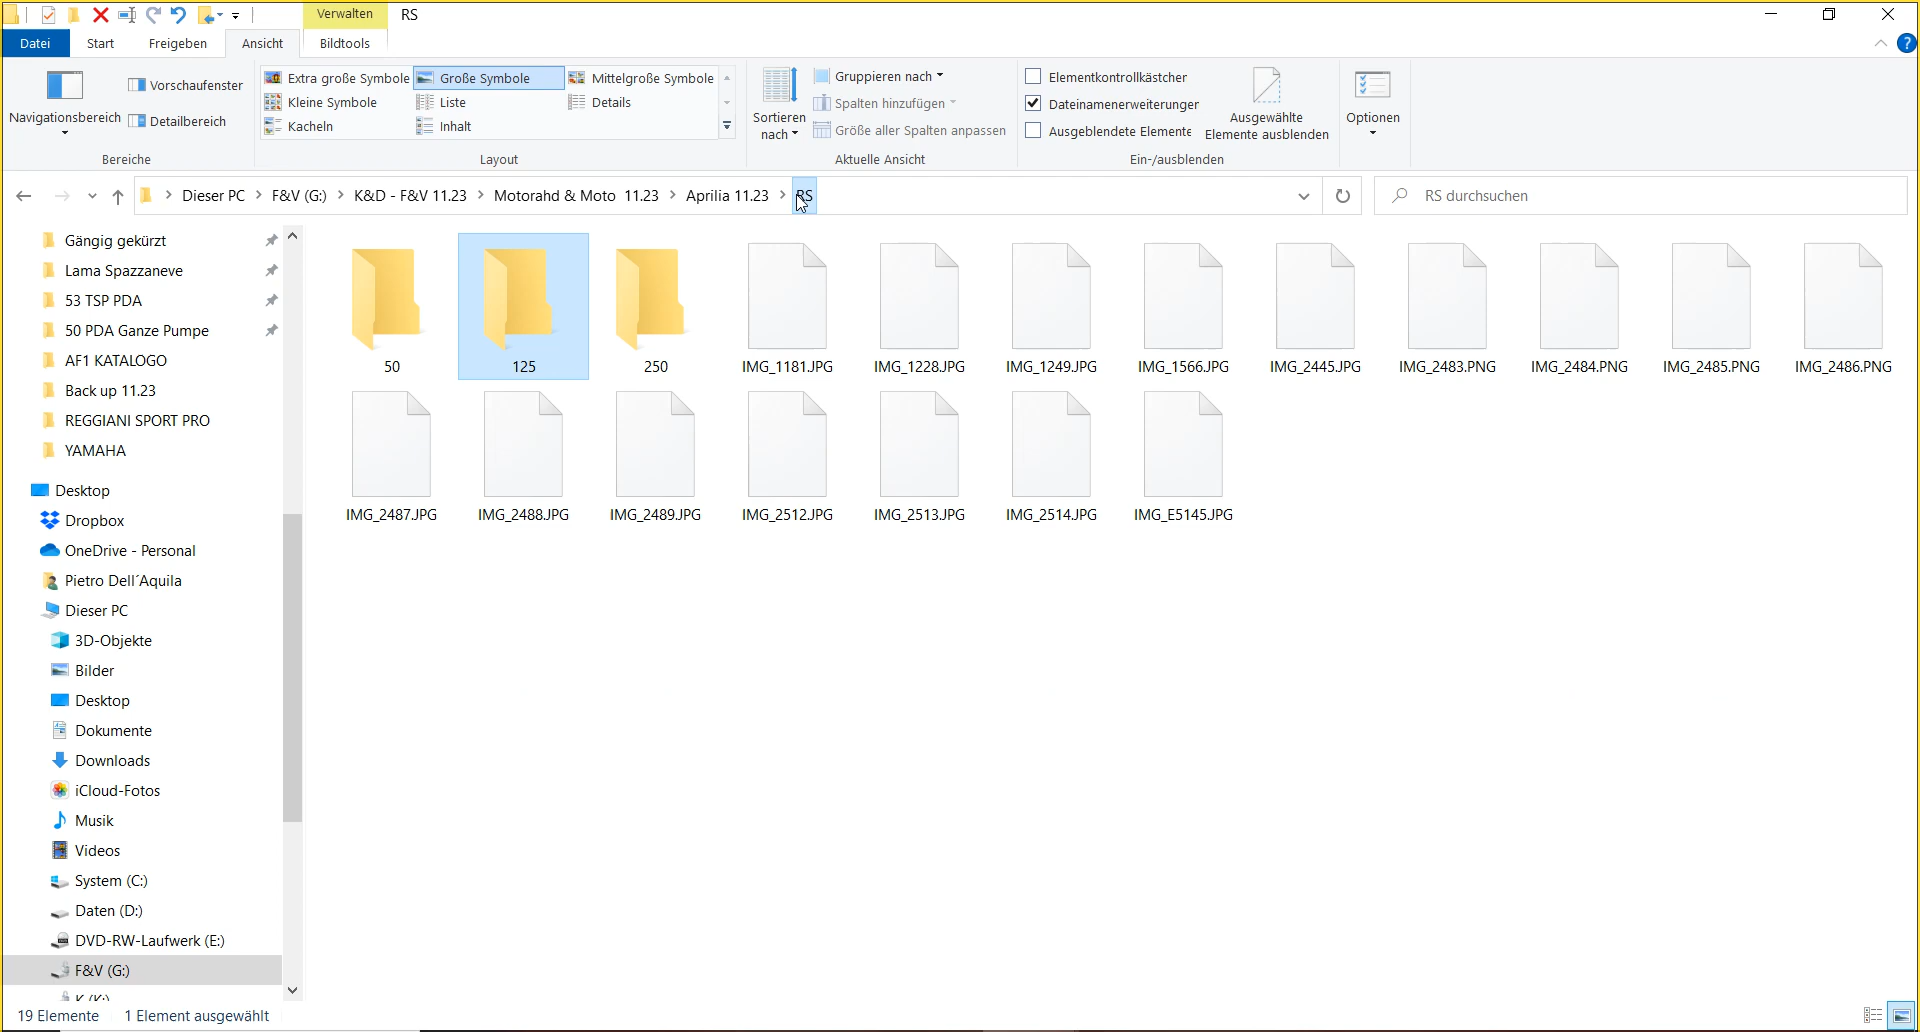 Verwalten RS
Datei Start Freigeben Ansicht Bildtools
Navigationsbereich
Vorschaufenster
Detailbereich
Bereiche
Extra große Symbole Große Symbole Mittelgroße Symbole
Kleine Symbole Liste Details
Kacheln Inhalt
Layout
Sortieren
nach
Gruppieren nach
Spalten hinzufügen
Größe aller Spalten anpassen
Aktuelle Ansicht
Elementkontrollkästcher
Dateinamenerweiterunger
Ausgeblendete Elemente
Ausgewählte
Elemente ausblenden
Ein-/ausblenden
Optionen
Dieser PC F&V (G:) K&D - F&V 11.23 Motorahd & Moto 11.23 Aprilia 11.23 RS
RS durchsuchen
Gängig gekürzt
Lama Spazzaneve
53 TSP PDA
50 PDA Ganze Pumpe
AF1 KATALOGO
Back up 11.23
REGGIANI SPORT PRO
YAMAHA
Desktop
Dropbox
OneDrive - Personal
Pietro Dell´Aquila
Dieser PC
3D-Objekte
Bilder
Desktop
Dokumente
Downloads
iCloud-Fotos
Musik
Videos
System (C:)
Daten (D:)
DVD-RW-Laufwerk (E:)
F&V (G:)
K (K:)
50 125 250 IMG_1181.JPG IMG_1228.JPG IMG_1249.JPG IMG_1566.JPG IMG_2445.JPG IMG_2483.PNG IMG_2484.PNG IMG_2485.PNG IMG_2486.PNG
IMG_2487.JPG IMG_2488.JPG IMG_2489.JPG IMG_2512.JPG IMG_2513.JPG IMG_2514.JPG IMG_E5145.JPG
19 Elemente 1 Element ausgewählt